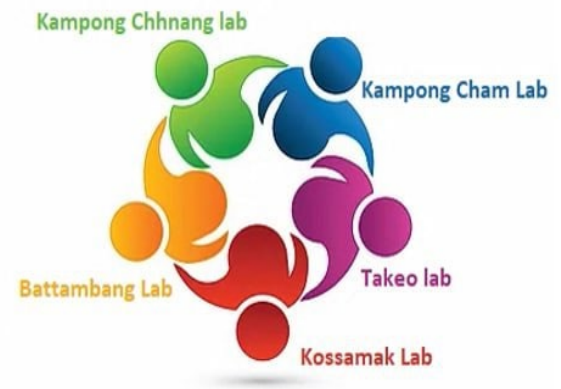 Kampong Chhnang lab
Kampong Cham Lab
Takeo lab
Battambang Lab
Kossamak Lab